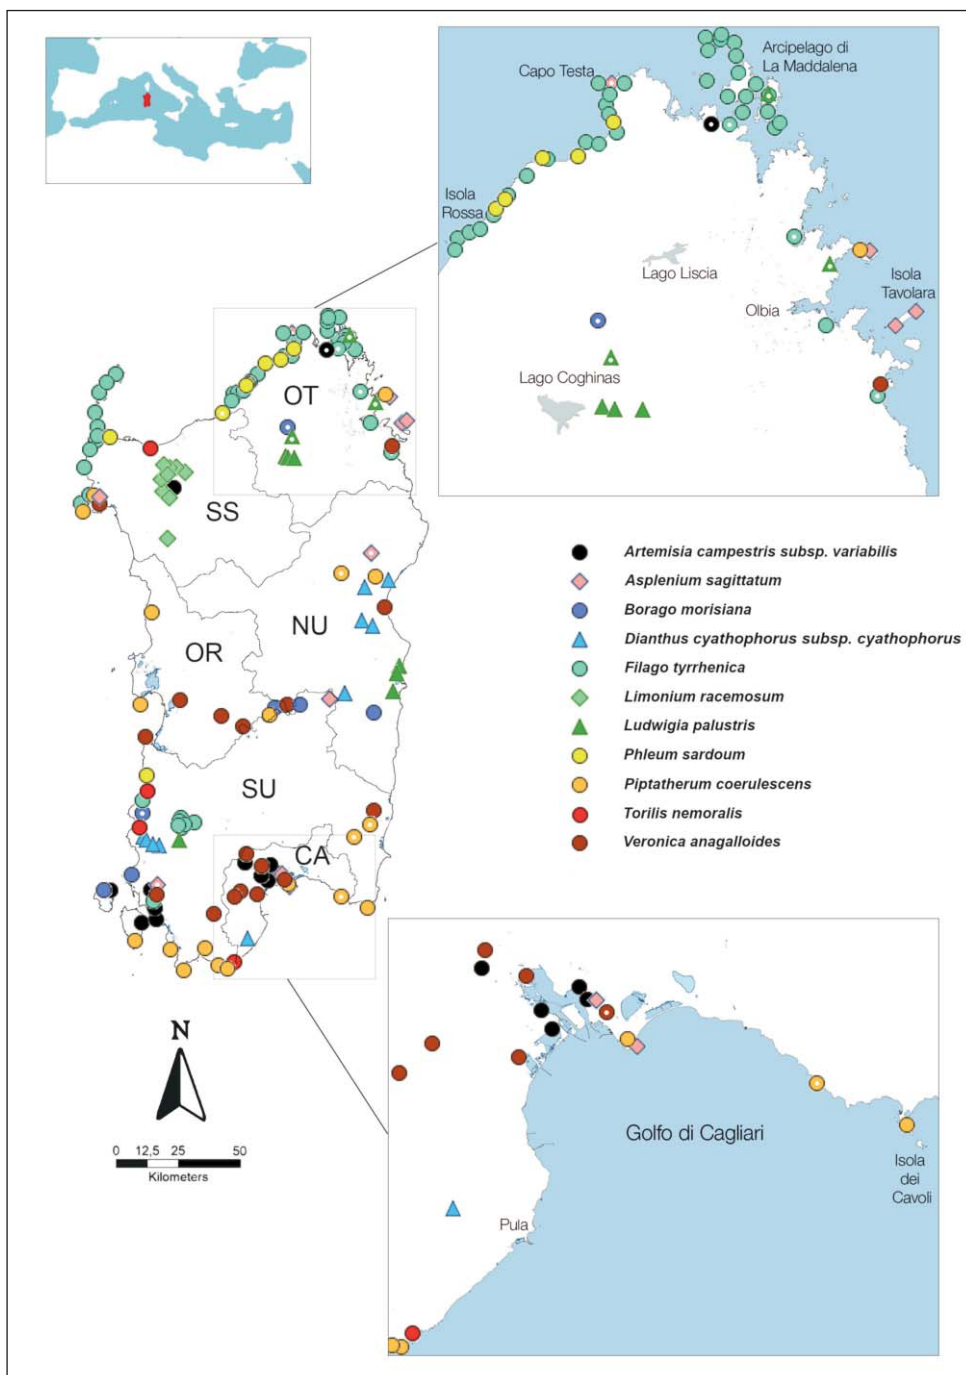 Capo Testa
Arcipelago di
La Maddalena
Isola
Rossa
Lago Liscia
Isola
Tavolara
Olbia
Lago Coghinas
OT
SS
NU
OR
SU
CA
Artemisia campestris subsp. variabilis
Asplenium sagittatum
Borago morisiana
Dianthus cyathophorus subsp. cyathophorus
Filago tyrrhenica
Limonium racemosum
Ludwigia palustris
Phleum sardoum
Piptatherum coerulescens
Torilis nemoralis
Veronica anagalloides
N
0 12,5 25 50
Kilometers
Golfo di Cagliari
Isola
dei
Cavoli
Pula